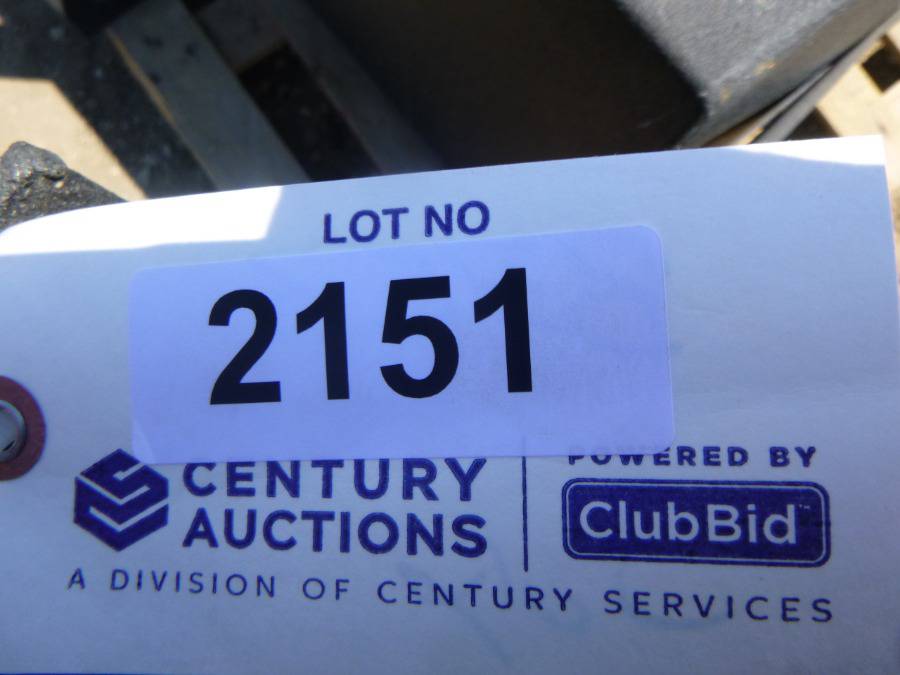 LOT NO
2151
CENTURY
AUCTIONS
POWERED BY
ClubBid™
A DIVISION OF CENTURY SERVICES